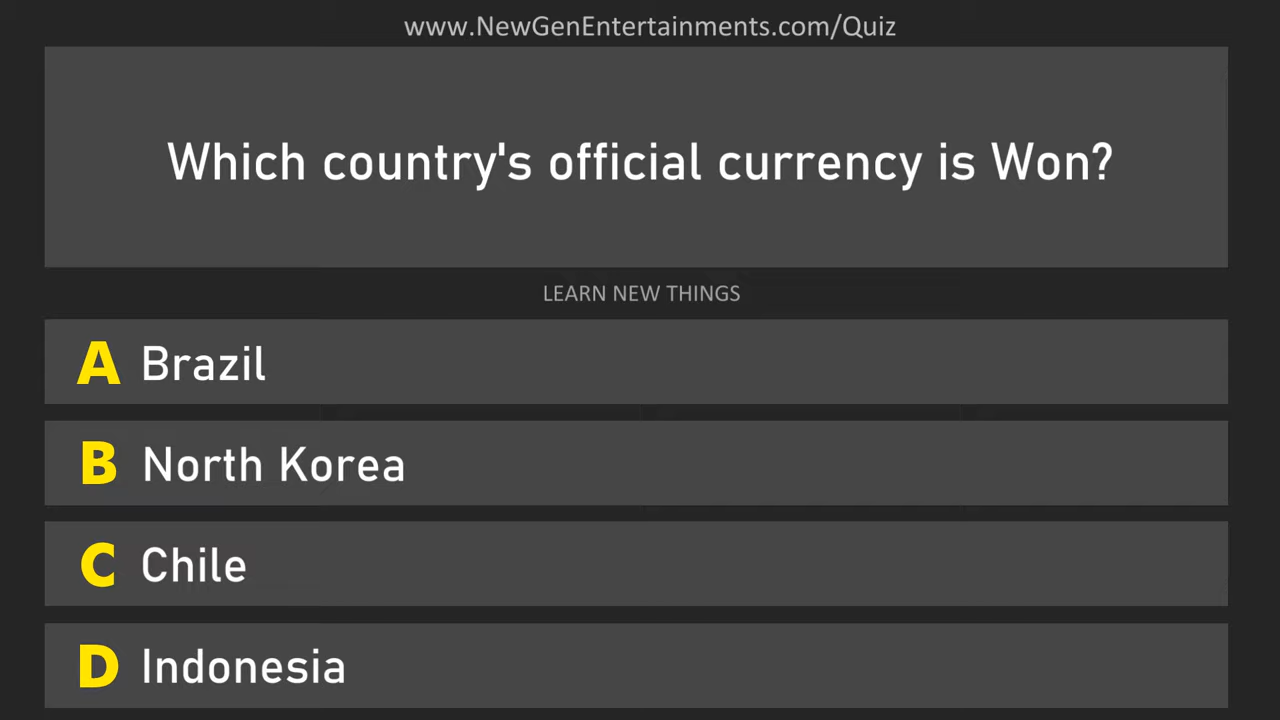 www.NewGenEntertainments.com/Quiz
Which country's official currency is Won?
LEARN NEW THINGS
A Brazil
B North Korea
C Chile
D Indonesia